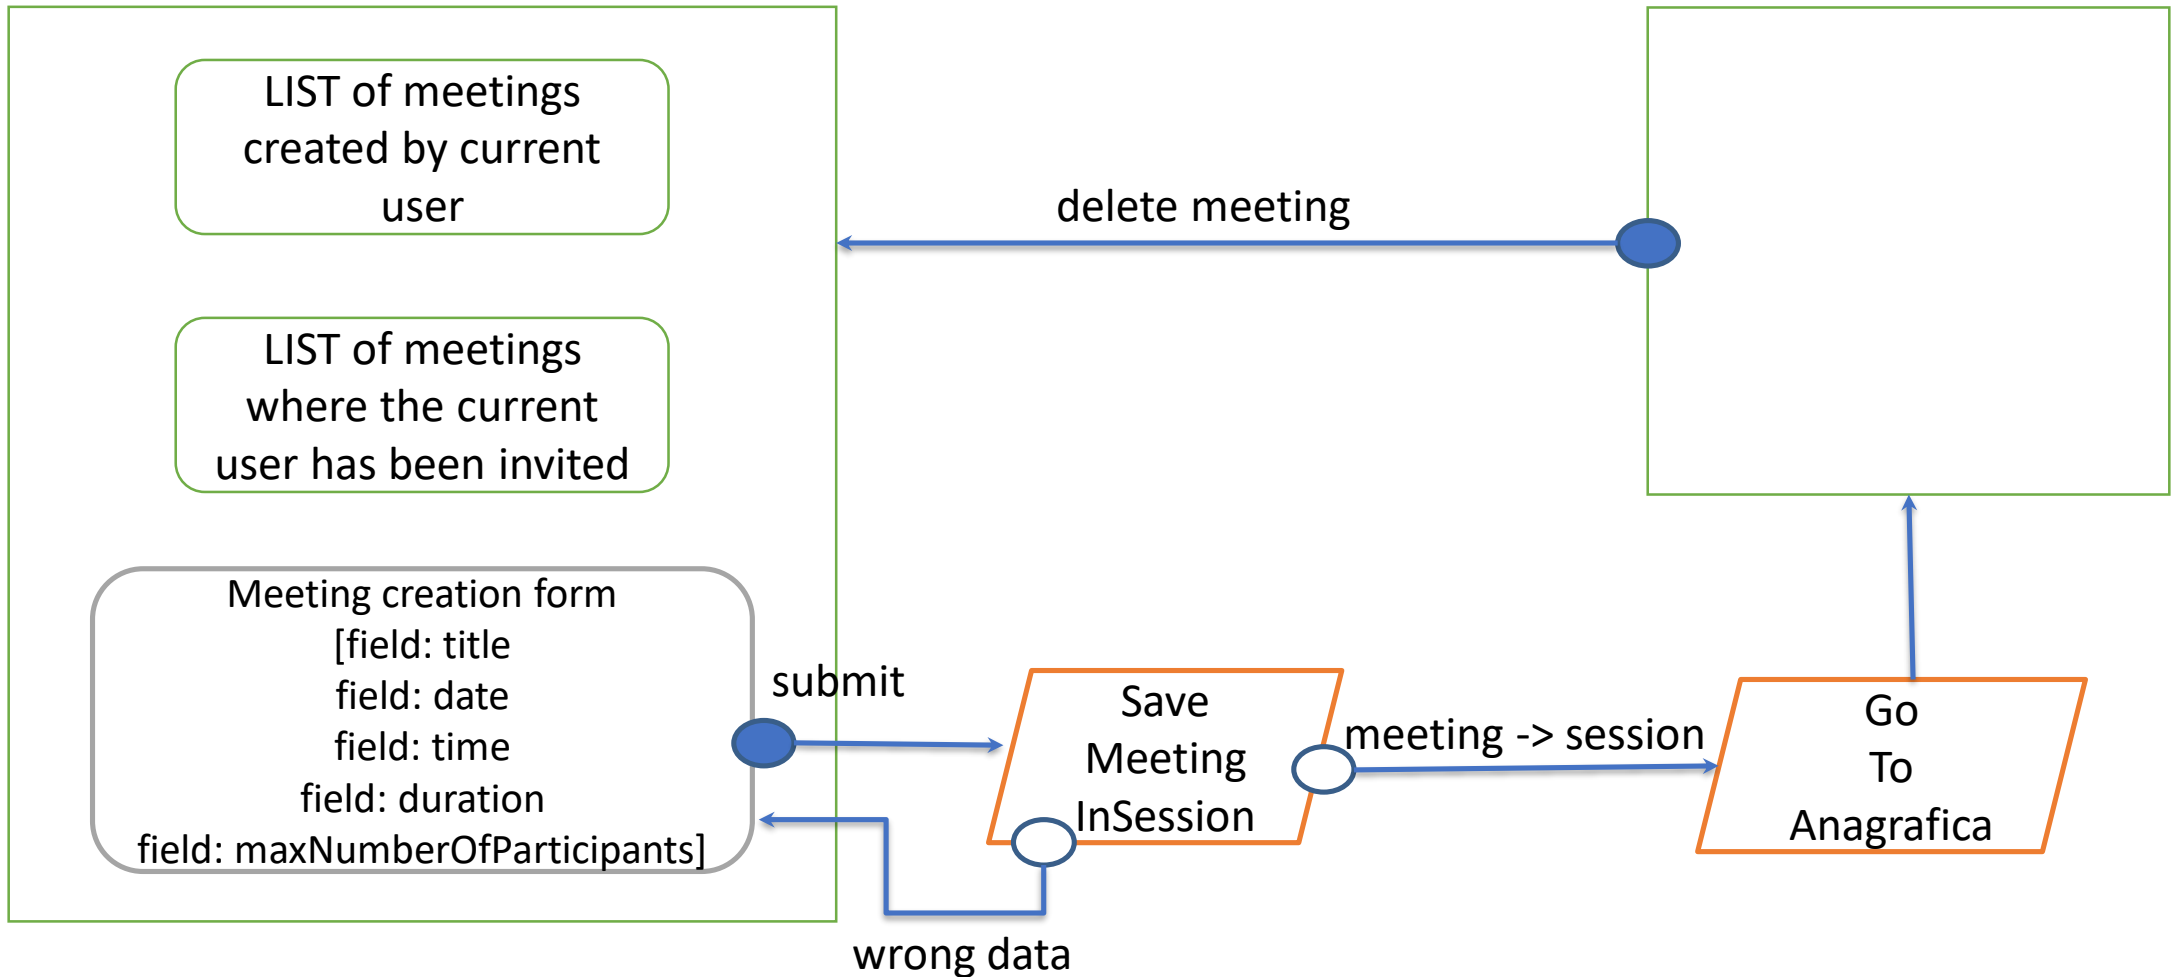 LIST of meetings
created by current
user
delete meeting
LIST of meetings
where the current
user has been invited
Meeting creation form
[field: title
field: date
field: time
field: duration
field: maxNumberOfParticipants]
submit
Save
Meeting
InSession
meeting -> session
Go
To
Anagrafica
wrong data